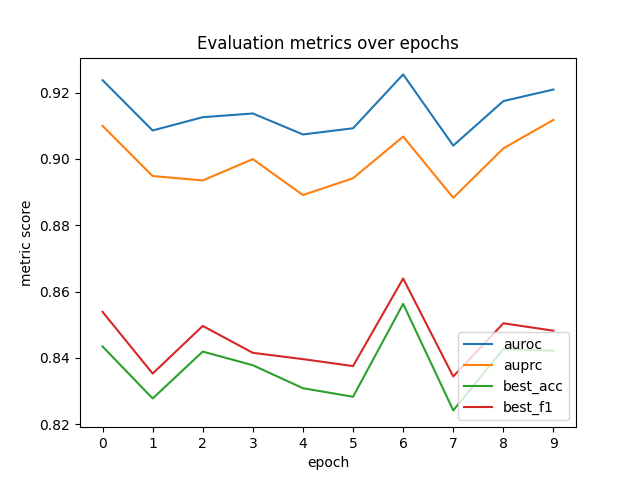 Evaluation metrics over epochs
metric score
0.92
0.90
0.88
0.86
0.84
0.82
auroc
auprc
best_acc
best_f1
0 1 2 3 4 5 6 7 8 9
epoch